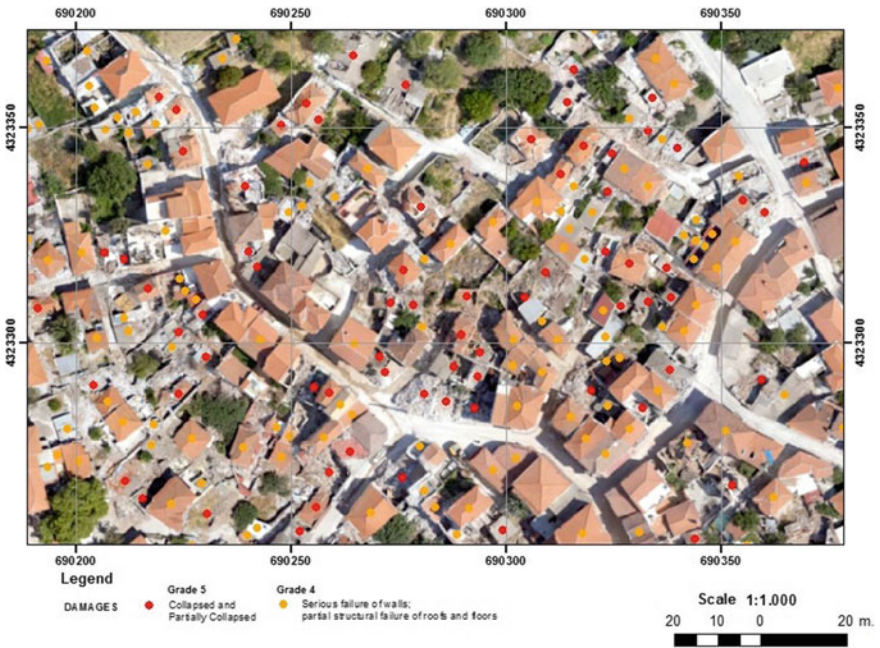 690200 690250 690300 690350
4323350 4323350
4323300 4323300
690200 690250 690300 690350
Legend
Grade 5 Grade 4
DAMAGES Collapsed and Serious failure of walls;
Partially Collapsed partial structural failure of roofs and floors
Scale 1:1.000
20 10 0 20 m.